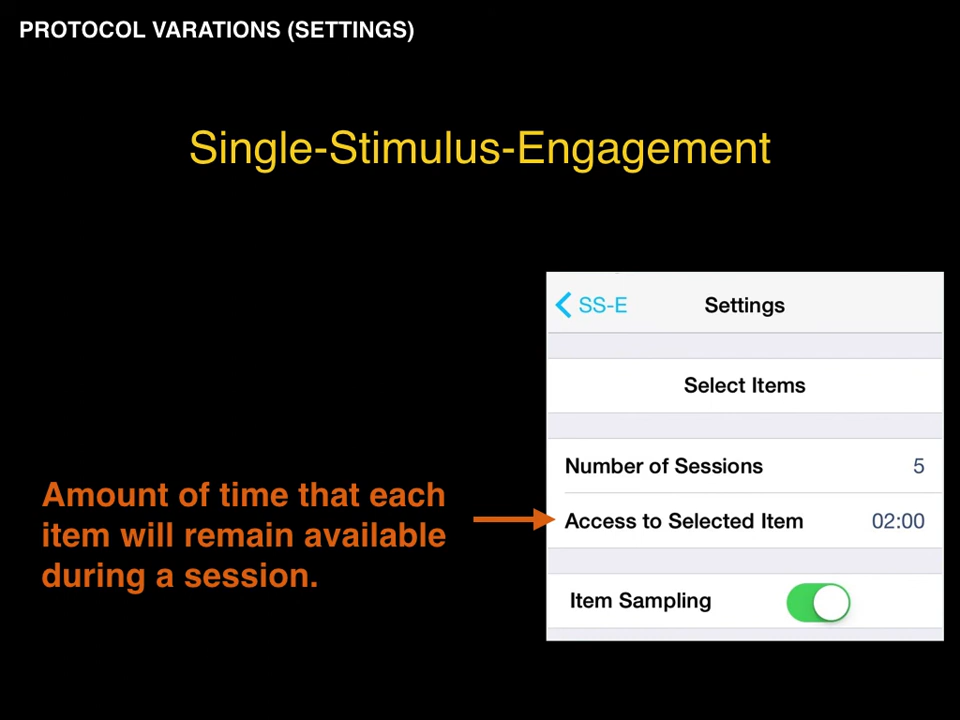 PROTOCOL VARATIONS (SETTINGS)
Single-Stimulus-Engagement
SS-E
Settings
Select Items
Number of Sessions 5
Amount of time that each
item will remain available
during a session.
Access to Selected Item 02:00
Item Sampling